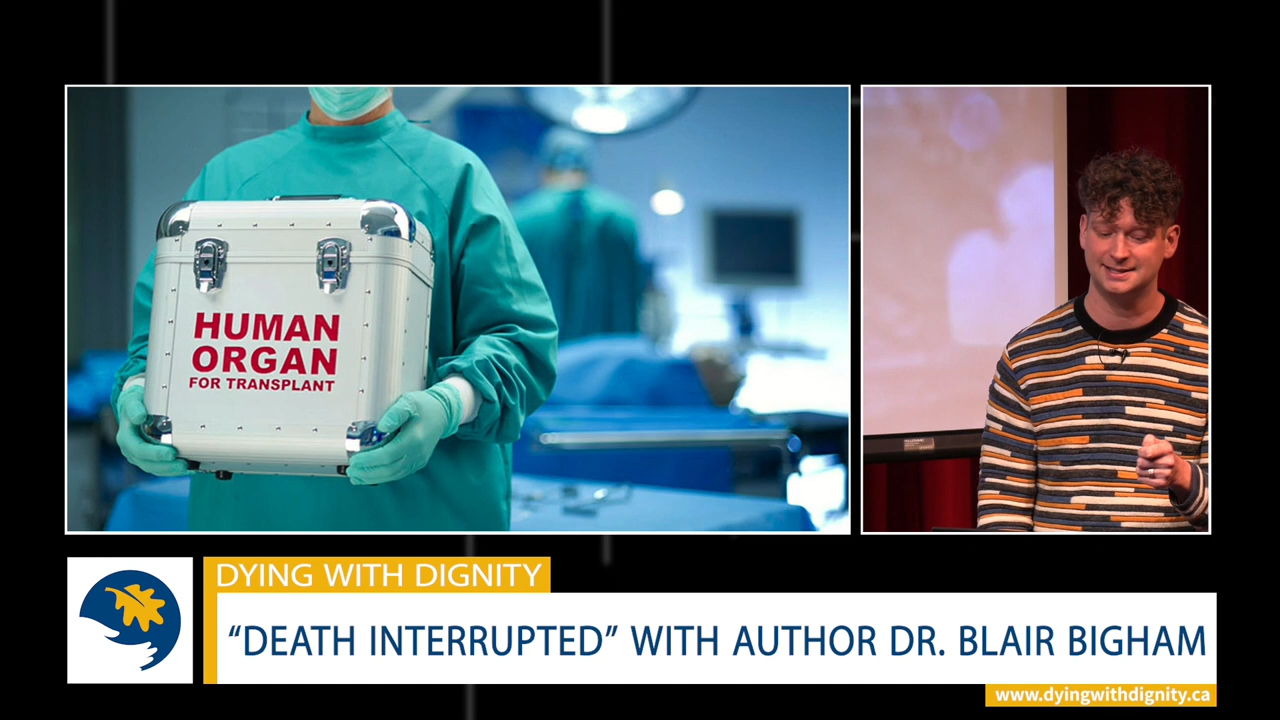 HUMAN
ORGAN
FOR TRANSPLANT
DYING WITH DIGNITY
“DEATH INTERRUPTED” WITH AUTHOR DR. BLAIR BIGHAM
www.dyingwithdignity.ca